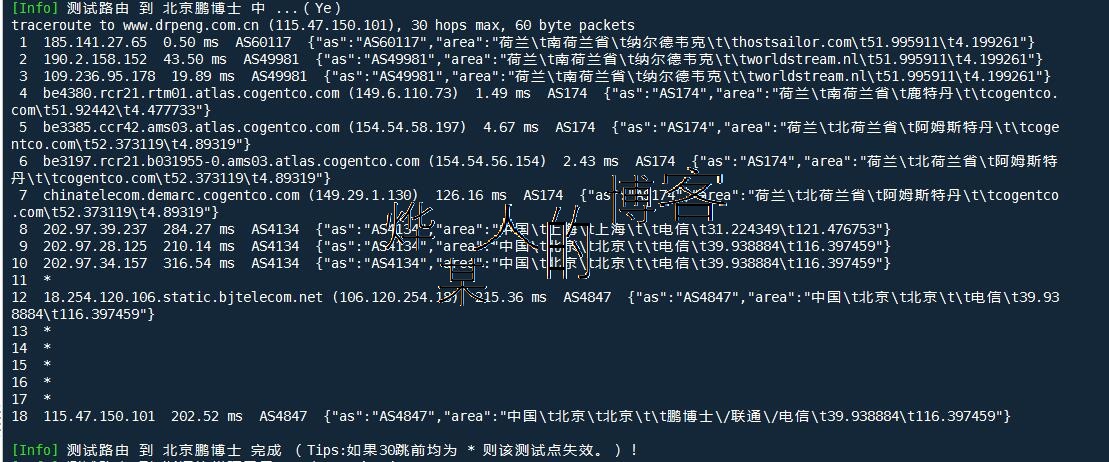 [Info] 测试路由 到 北京鹏博士 中 ...(Ye)
traceroute to www.drpeng.com.cn (115.47.150.101), 30 hops max, 60 byte packets
1 185.141.27.65 0.50 ms AS60117 {"as":"AS60117","area":"荷兰\t南荷兰省\t纳尔德韦克\t\thostsailor.com\t51.995911\t4.199261"}
2 190.2.158.152 43.50 ms AS49981 {"as":"AS49981","area":"荷兰\t南荷兰省\t纳尔德韦克\t\tworldstream.nl\t51.995911\t4.199261"}
3 109.236.95.178 19.89 ms AS49981 {"as":"AS49981","area":"荷兰\t南荷兰省\t纳尔德韦克\t\tworldstream.nl\t51.995911\t4.199261"}
4 be4380.rcr21.rtm01.atlas.cogentco.com (149.6.110.73) 1.49 ms AS174 {"as":"AS174","area":"荷兰\t南荷兰省\t鹿特丹\t\tcogentco.
com\t51.92442\t4.477733"}
5 be3385.ccr42.ams03.atlas.cogentco.com (154.54.58.197) 4.67 ms AS174 {"as":"AS174","area":"荷兰\t北荷兰省\t阿姆斯特丹\t\tcoge
ntco.com\t52.373119\t4.89319"}
6 be3197.rcr21.b031955-0.ams03.atlas.cogentco.com (154.54.56.154) 2.43 ms AS174 {"as":"AS174","area":"荷兰\t北荷兰省\t阿姆斯特
丹\t\tcogentco.com\t52.373119\t4.89319"}
7 chinatelecom.demarc.cogentco.com (149.29.1.130) 126.16 ms AS174 {"as":"AS174","area":"荷兰\t北荷兰省\t阿姆斯特丹\t\tcogentco
.com\t52.373119\t4.89319"}
8 202.97.39.237 284.27 ms AS4134 {"as":"AS4134","area":"中国\t上海\t上海\t\t电信\t31.224349\t121.476753"}
9 202.97.28.125 210.14 ms AS4134 {"as":"AS4134","area":"中国\t北京\t北京\t\t电信\t39.938884\t116.397459"}
10 202.97.34.157 316.54 ms AS4134 {"as":"AS4134","area":"中国\t北京\t北京\t\t电信\t39.938884\t116.397459"}
11 *
12 18.254.120.106.static.bjtelecom.net 215.36 ms AS4847 {"as":"AS4847","area":"中国\t北京\t北京\t\t电信\t39.93
8884\t116.397459"}
13 *
14 *
15 *
16 *
17 *
18 115.47.150.101 202.52 ms AS4847 {"as":"AS4847","area":"中国\t北京\t北京\t\t鹏博士\/联通\/电信\t39.938884\t116.397459"}
[Info] 测试路由 到 北京鹏博士 完成 （Tips:如果30跳前均为 * 则该测试点失效。）!
某人的博客